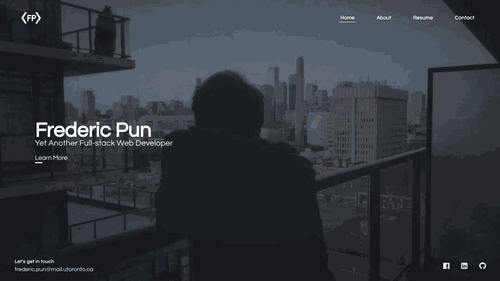 FP
Home
About
Resume
Contact
Frederic Pun
Yet Another Full-stack Web Developer
Learn More
Let's get in touch
frederic.pun@mail.utoronto.ca